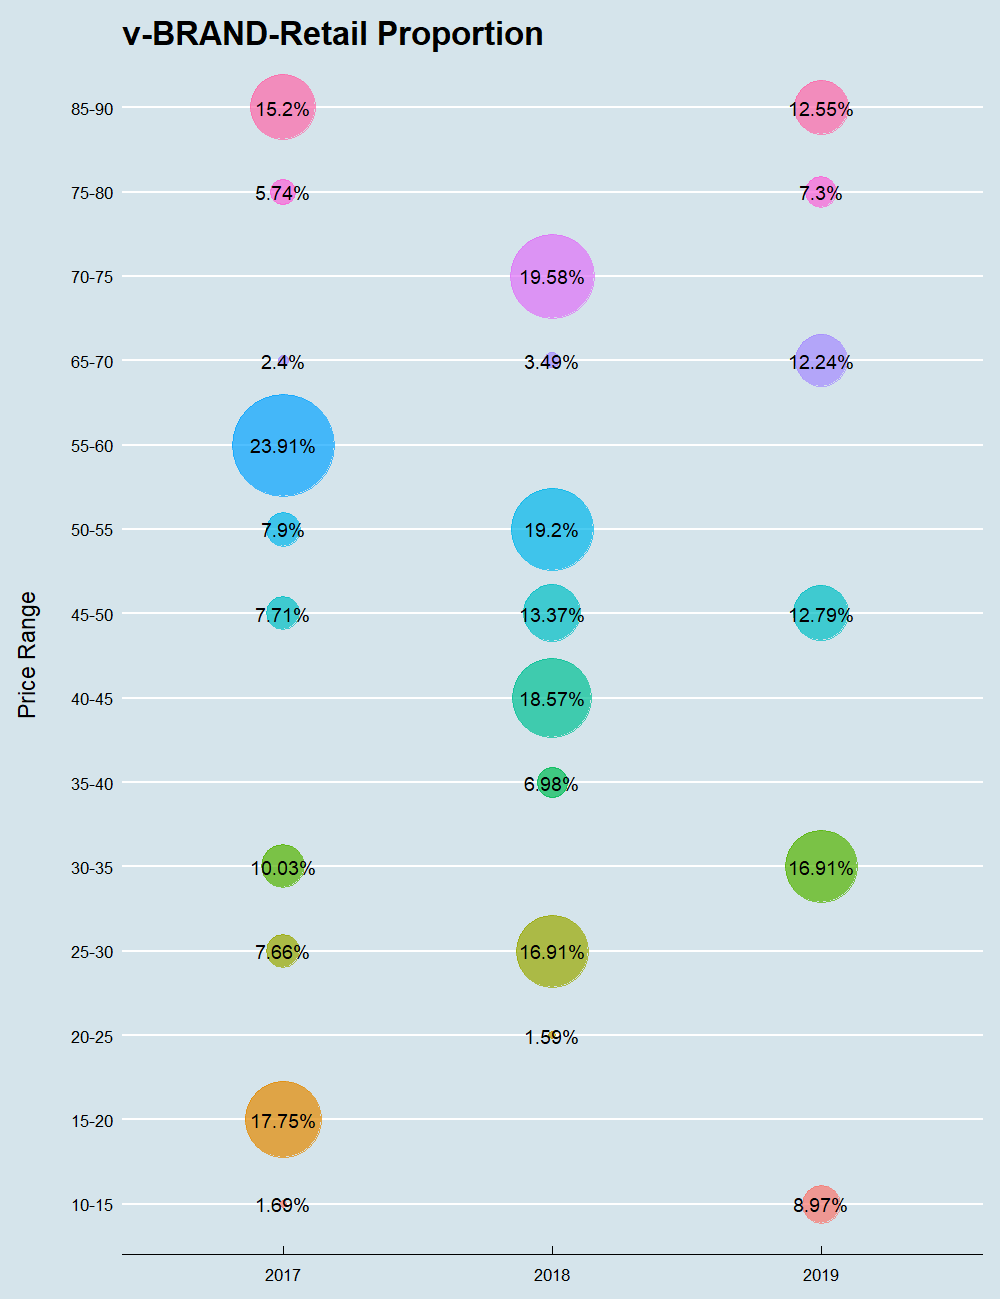 v-BRAND-Retail Proportion
Price Range
85-90 15.2% 12.55%
75-80 5.74% 7.3%
70-75 19.58%
65-70 2.4% 3.49% 12.24%
55-60 23.91%
50-55 7.9% 19.2%
45-50 7.71% 13.37% 12.79%
40-45 18.57%
35-40 6.98%
30-35 10.03% 16.91%
25-30 7.66% 16.91%
20-25 1.59%
15-20 17.75%
10-15 1.69% 8.97%
2017 2018 2019